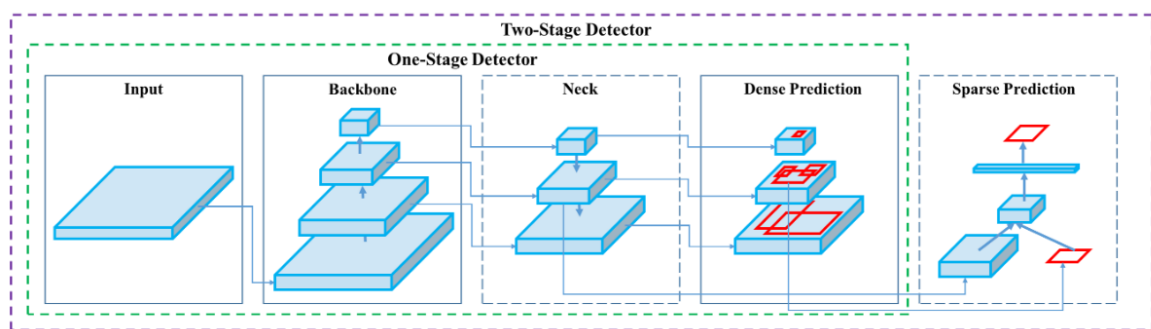 Two-Stage Detector
One-Stage Detector
Input
Backbone
Neck
Dense Prediction
Sparse Prediction